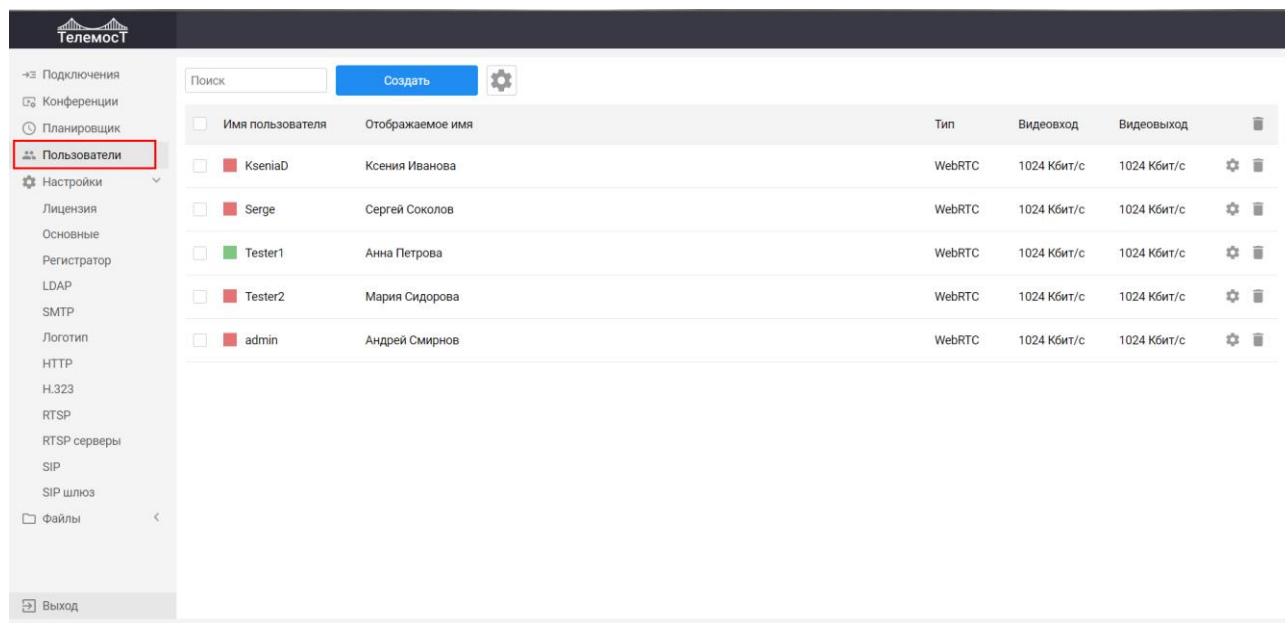 ТелемосТ
Подключения
Конференции
Планировщик
Пользователи
Настройки
Лицензия
Основные
Регистратор
LDAP
SMTP
Логотип
HTTP
H.323
RTSP
RTSP серверы
SIP
SIP шлюз
Файлы
Выход
Поиск Создать
Имя пользователя Отображаемое имя Тип Видеовход Видеовыход
KseniaD Ксения Иванова WebRTC 1024 Кбит/с 1024 Кбит/с
Serge Сергей Соколов WebRTC 1024 Кбит/с 1024 Кбит/с
Tester1 Анна Петрова WebRTC 1024 Кбит/с 1024 Кбит/с
Tester2 Мария Сидорова WebRTC 1024 Кбит/с 1024 Кбит/с
admin Андрей Смирнов WebRTC 1024 Кбит/с 1024 Кбит/с